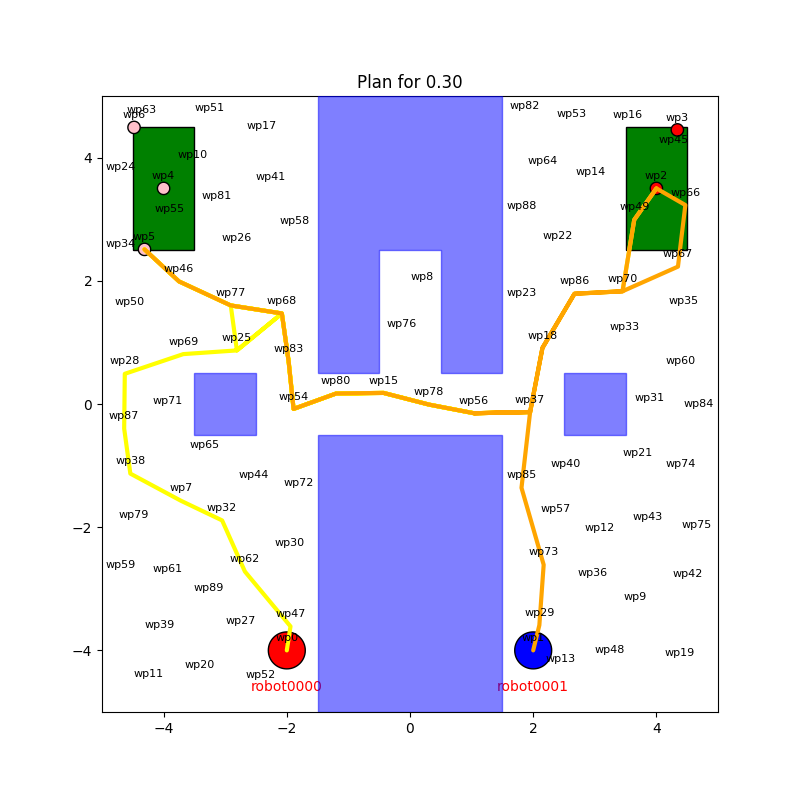 Plan for 0.30
wp63
wp6
wp51
wp17
wp82
wp53
wp16
wp3
wp45
wp10
wp24
wp4
wp81
wp41
wp64
wp14
wp2
wp66
wp55
wp58
wp88
wp49
wp34
wp5
wp26
wp22
wp67
wp46
wp8
wp86
wp70
wp50
wp77
wp68
wp23
wp35
wp76
wp33
wp69
wp25
wp83
wp18
wp28
wp60
wp80
wp15
wp71
wp54
wp78
wp56
wp37
wp31
wp84
wp87
wp65
wp38
wp44
wp72
wp85
wp40
wp21
wp74
wp7
wp32
wp79
wp57
wp12
wp43
wp75
wp30
wp59
wp61
wp62
wp73
wp36
wp42
wp89
wp9
wp39
wp27
wp47
wp29
wp0
wp1
wp11
wp20
wp52
wp13
wp48
wp19
robot0000
robot0001
4
2
0
−2
−4
−4
−2
0
2
4